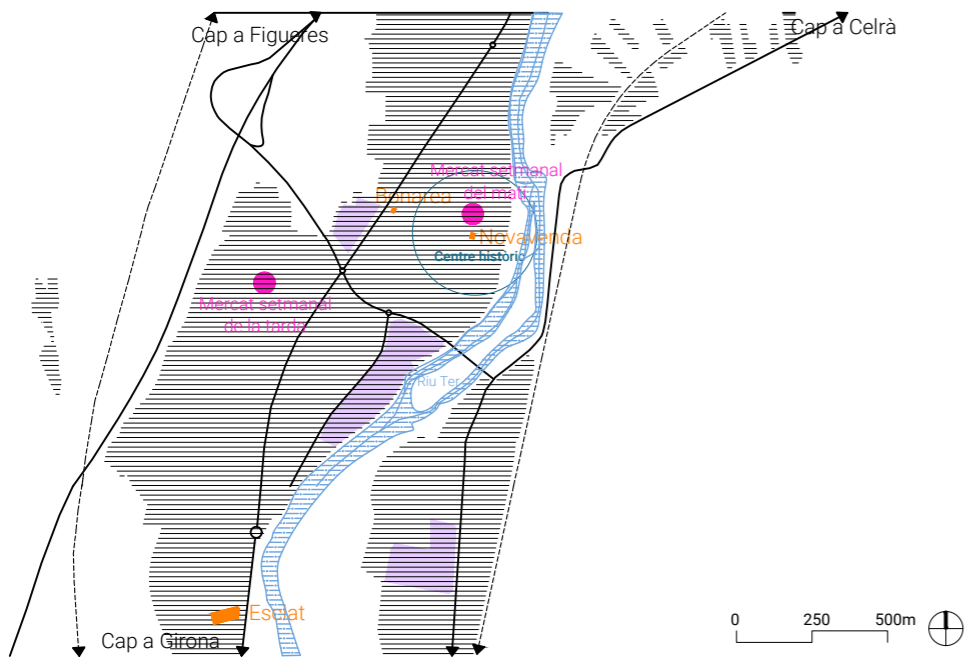 Cap a Figueres
Cap a Celrà
Mercat setmanal
del matí
Bonarea
Novavenda
Centre històric
Mercat setmanal
de la tarda
Riu Ter
Esclat
Cap a Girona
0 250 500m